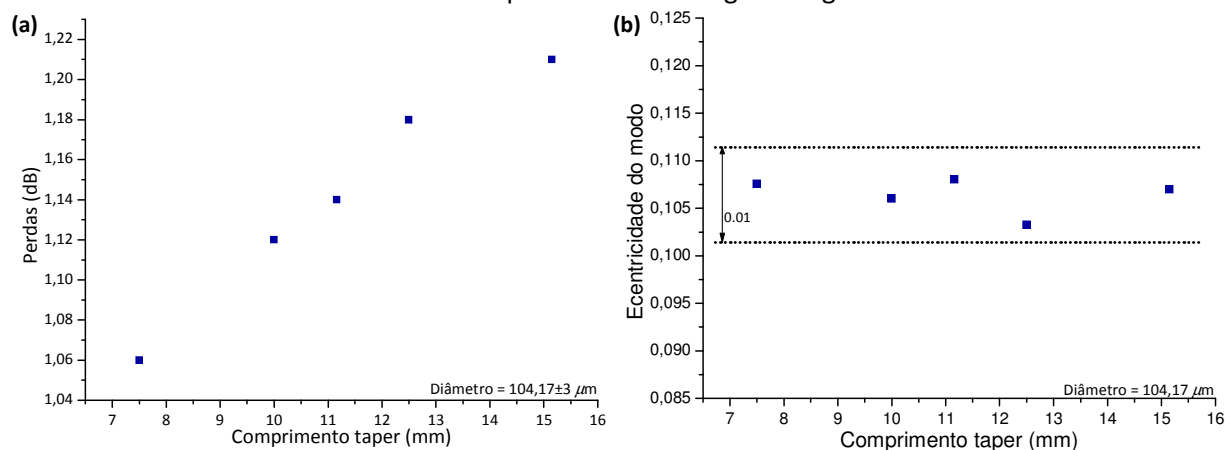 (a)
1,22
1,20
1,18
1,16
1,14
1,12
1,10
1,08
1,06
1,04
Perdas (dB)
7 8 9 10 11 12 13 14 15 16
Comprimento taper (mm)
Diâmetro = 104,17±3 µm
(b)
0,125
0,120
0,115
0,110
0,105
0,100
0,095
0,090
0,085
Ecentricidade do modo
0.01
7 8 9 10 11 12 13 14 15 16
Comprimento taper (mm)
Diâmetro = 104,17 µm